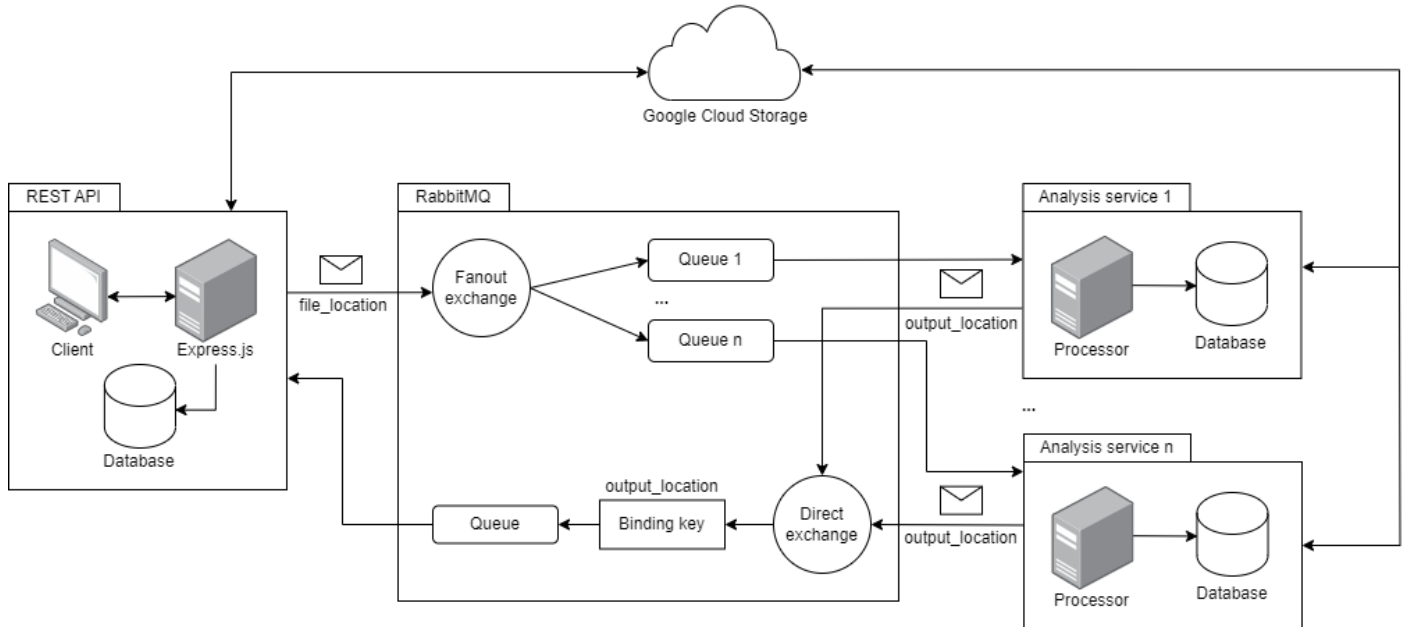 Google Cloud Storage
REST API
Client
Express.js
Database
file_location
RabbitMQ
Fanout
exchange
Queue 1
...
Queue n
output_location
Direct
exchange
output_location
Binding key
Queue
output_location
Analysis service 1
Processor
Database
...
Analysis service n
Processor
Database